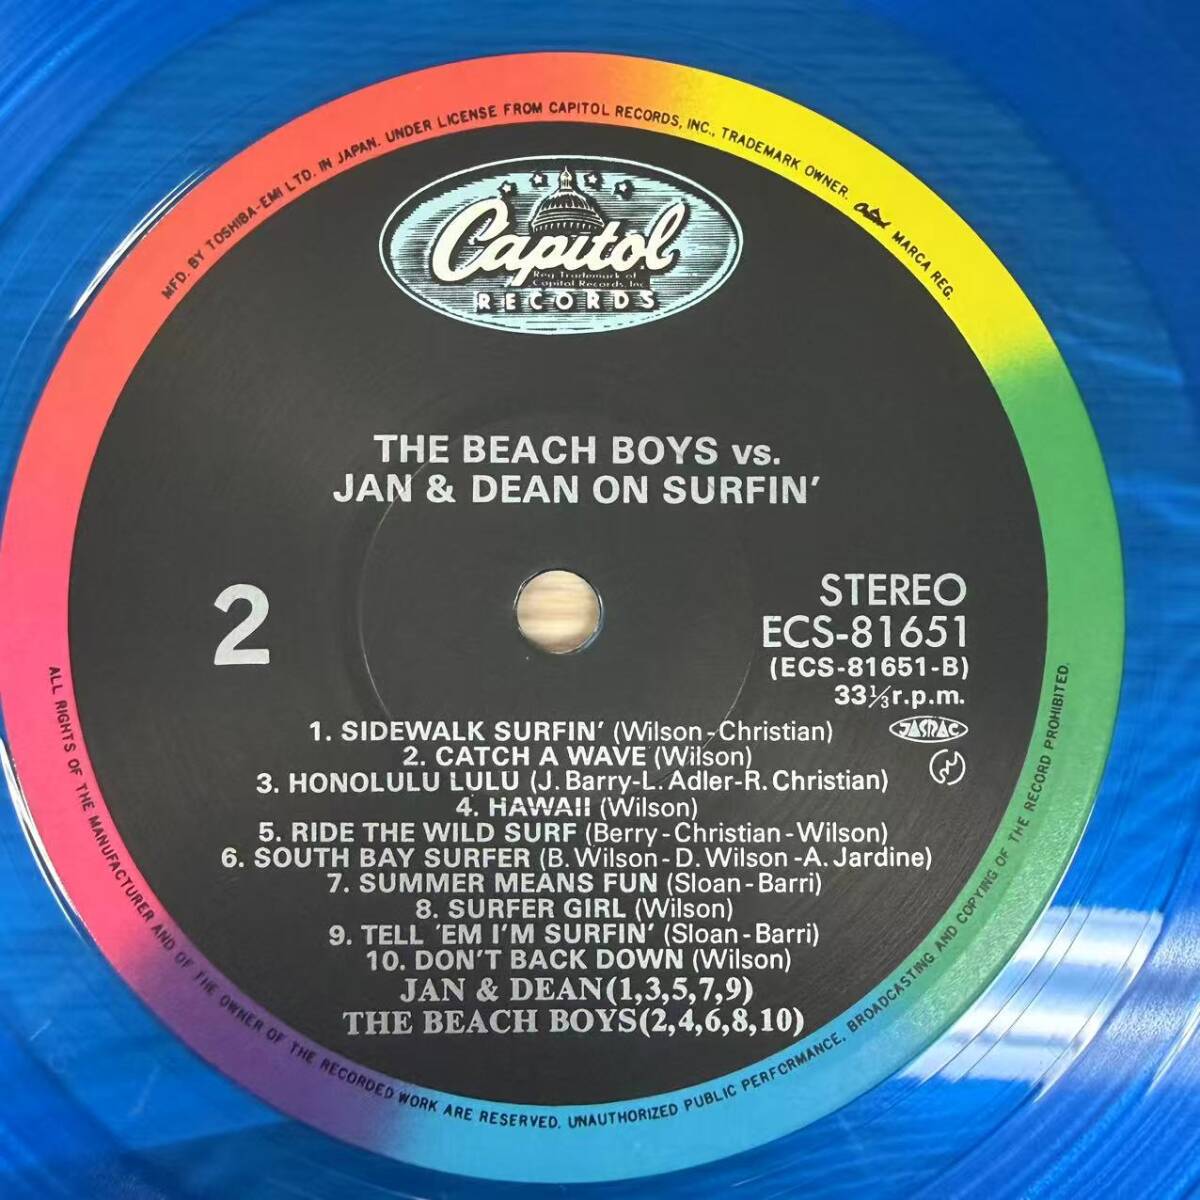 MFD. BY TOSHIBA-EMI LTD. IN JAPAN. UNDER LICENSE FROM CAPITOL RECORDS, INC., TRADEMARK OWNER. Capitol MARCA REG.
Capitol
Reg. Trademark of
Capitol Records, Inc.
RECORDS
THE BEACH BOYS vs.
JAN & DEAN ON SURFIN'
2
STEREO
ECS-81651
(ECS-81651-B)
33⅓r.p.m.
JASRAC
1. SIDEWALK SURFIN' (Wilson-Christian)
2. CATCH A WAVE (Wilson)
3. HONOLULU LULU (J. Barry-L. Adler-R. Christian)
4. HAWAII (Wilson)
5. RIDE THE WILD SURF (Berry-Christian-Wilson)
6. SOUTH BAY SURFER (B. Wilson-D. Wilson-A. Jardine)
7. SUMMER MEANS FUN (Sloan-Barri)
8. SURFER GIRL (Wilson)
9. TELL 'EM I'M SURFIN' (Sloan-Barri)
10. DON'T BACK DOWN (Wilson)
JAN & DEAN(1,3,5,7,9)
THE BEACH BOYS(2,4,6,8,10)
ALL RIGHTS OF THE MANUFACTURER AND OF THE OWNER OF THE RECORDED WORK ARE RESERVED. UNAUTHORIZED PUBLIC PERFORMANCE, BROADCASTING AND COPYING OF THE RECORD PROHIBITED.